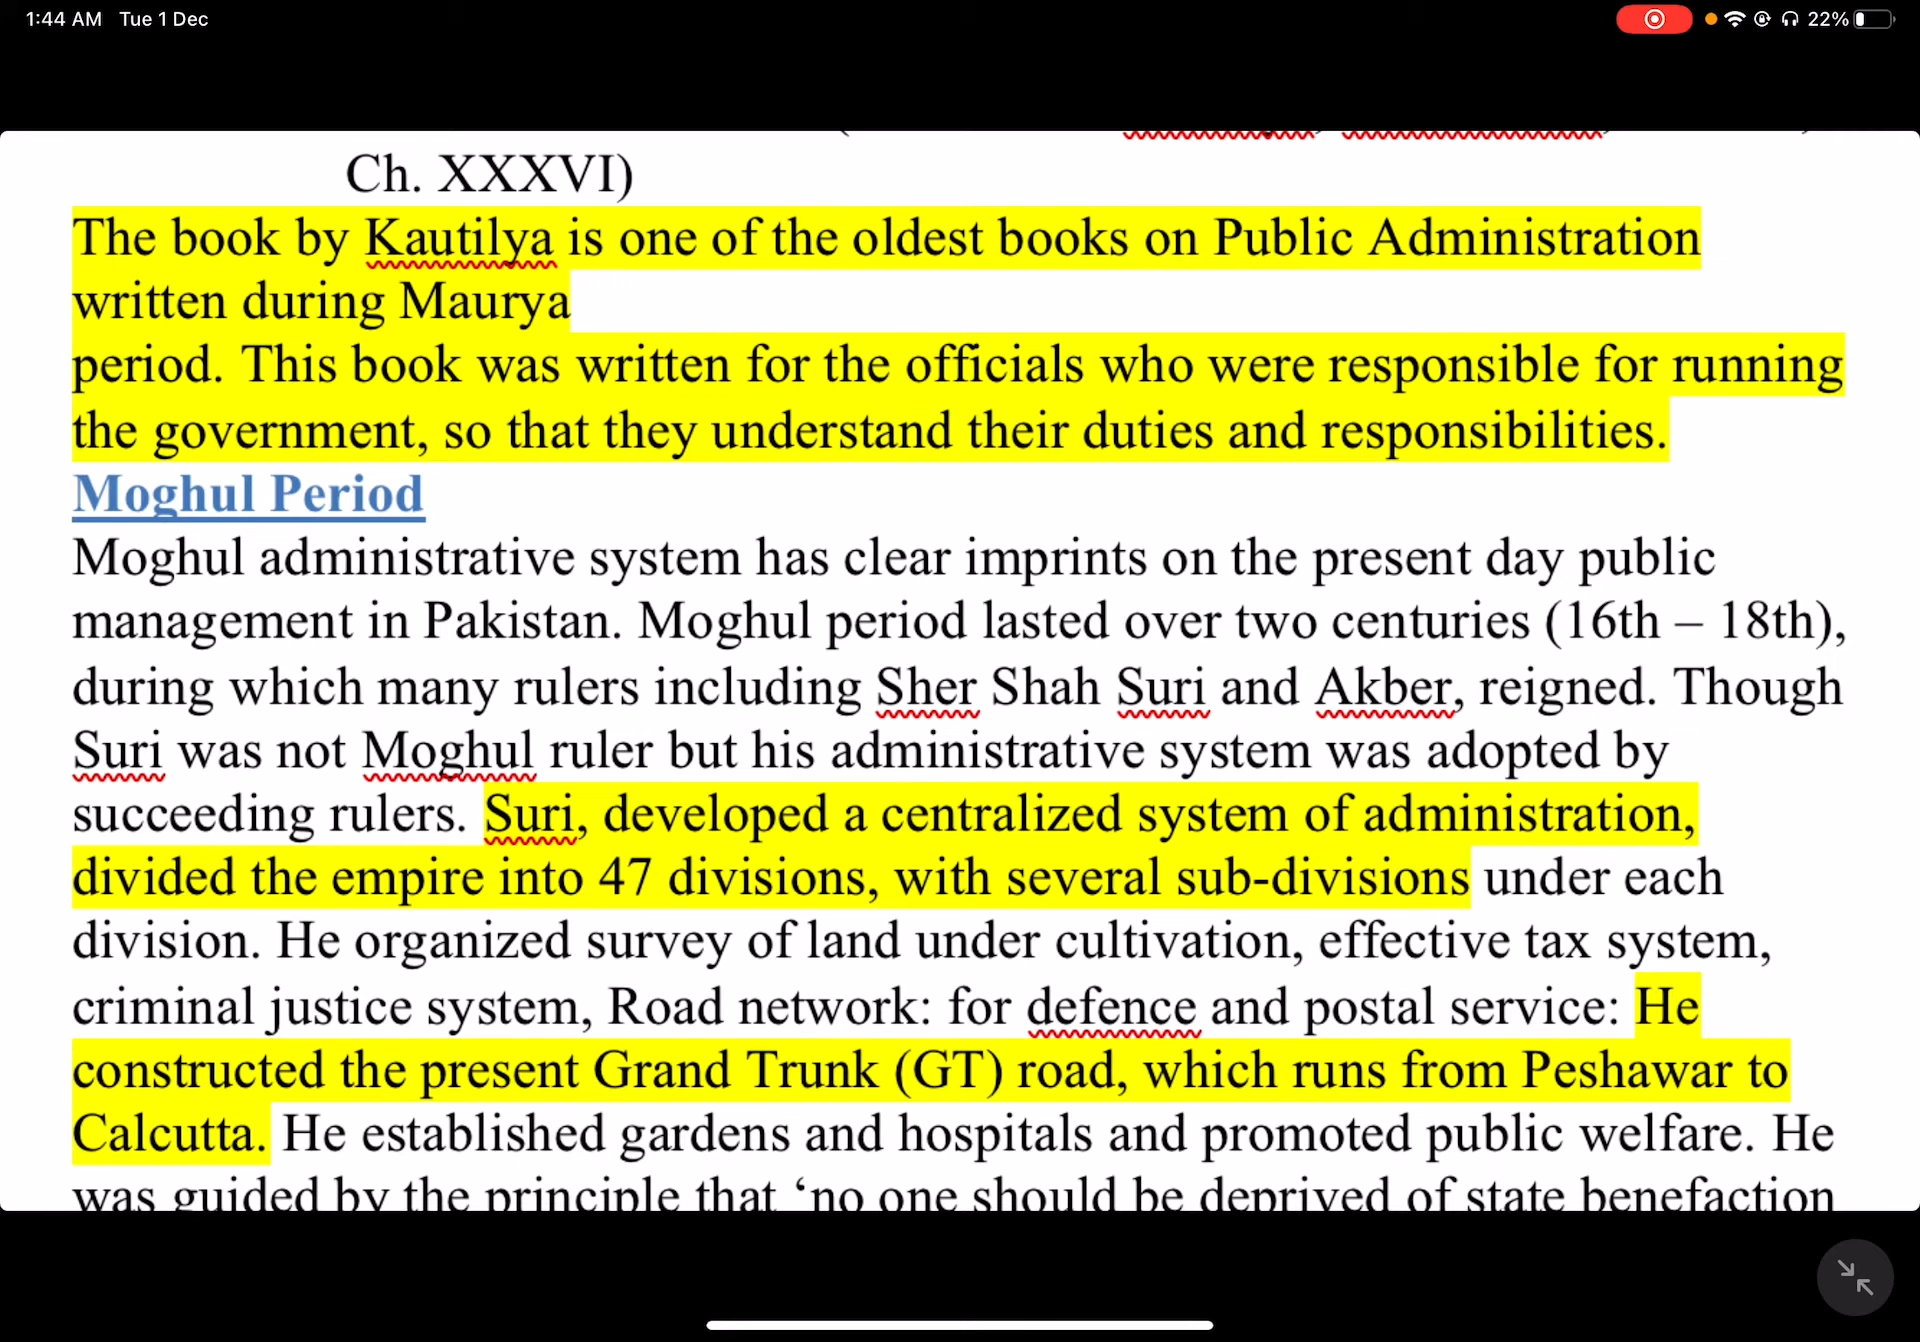 1:44 AM Tue 1 Dec
22%
Ch. XXXVI)
The book by Kautilya is one of the oldest books on Public Administration
written during Maurya
period. This book was written for the officials who were responsible for running
the government, so that they understand their duties and responsibilities.
Moghul Period
Moghul administrative system has clear imprints on the present day public
management in Pakistan. Moghul period lasted over two centuries (16th – 18th),
during which many rulers including Sher Shah Suri and Akber, reigned. Though
Suri was not Moghul ruler but his administrative system was adopted by
succeeding rulers. Suri, developed a centralized system of administration,
divided the empire into 47 divisions, with several sub-divisions under each
division. He organized survey of land under cultivation, effective tax system,
criminal justice system, Road network: for defence and postal service: He
constructed the present Grand Trunk (GT) road, which runs from Peshawar to
Calcutta. He established gardens and hospitals and promoted public welfare. He
was guided by the principle that ‘no one should be deprived of state benefaction